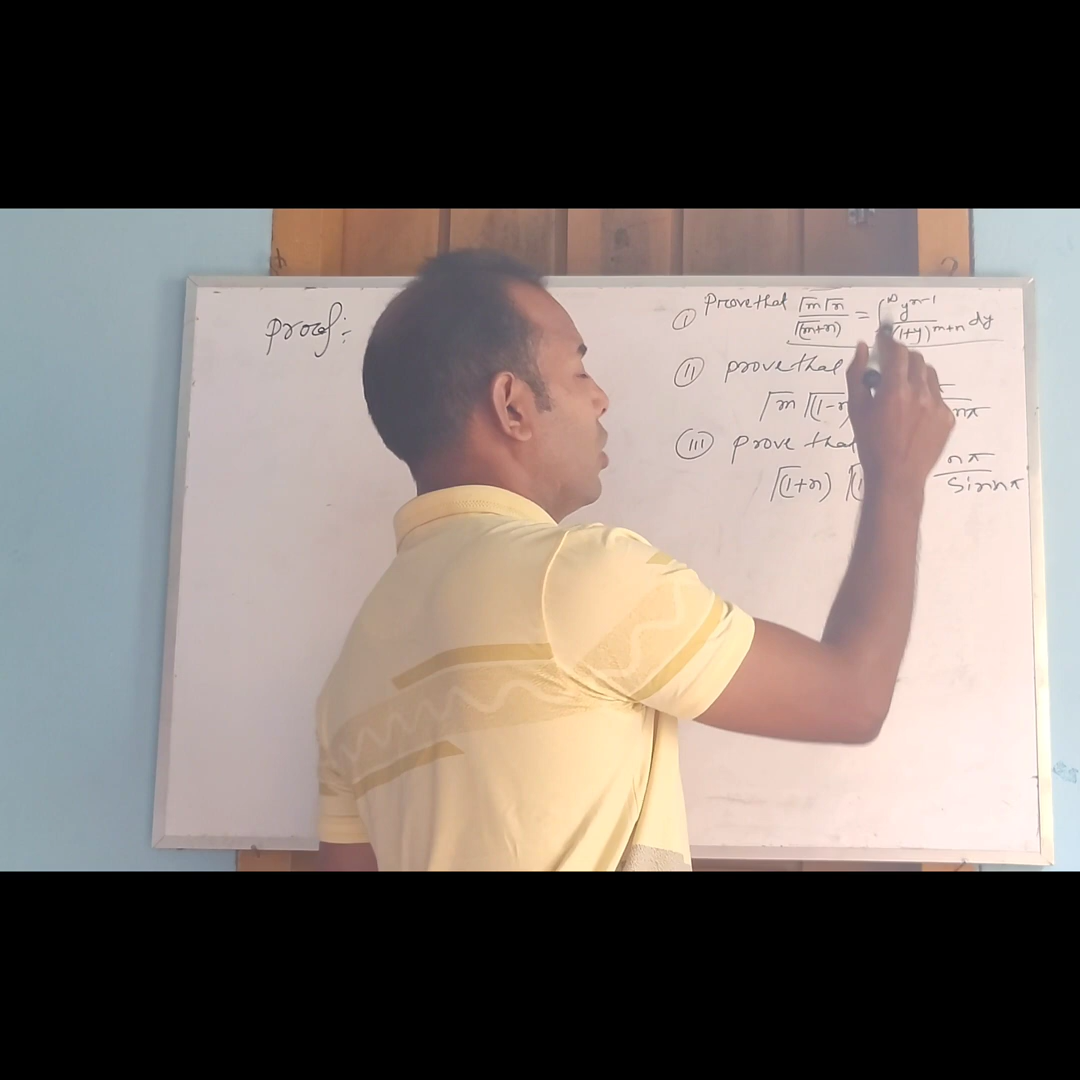 Proof :-
(i) Prove that Γm Γn / Γ(m+n) = ∫ ∞ y^n-1 / (1+y)^m+n dy
(ii) prove that
Γm Γ(1-n nπ
(iii) prove that
Γ(1+n) Γ(1 nπ / Sin nπ